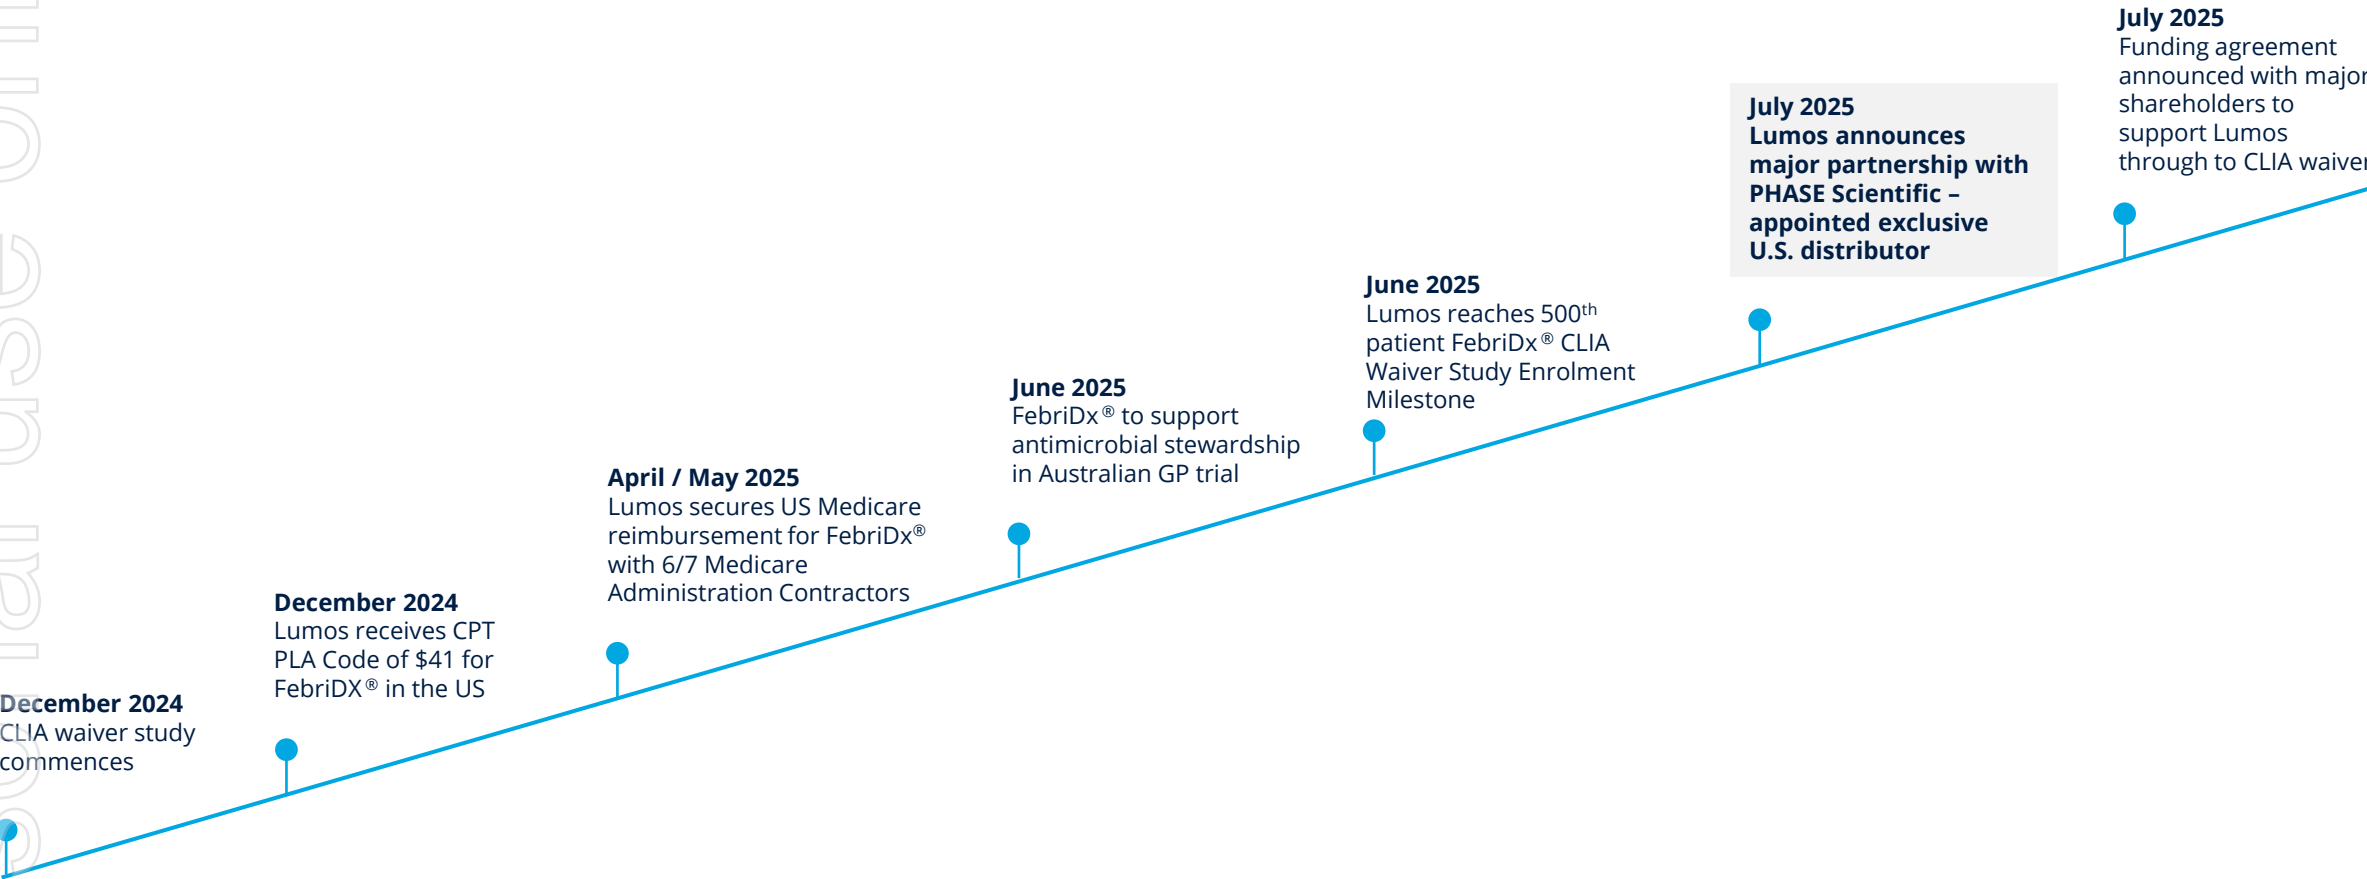 December 2024
CLIA waiver study
commences
December 2024
Lumos receives CPT
PLA Code of $41 for
FebriDX® in the US
April / May 2025
Lumos secures US Medicare
reimbursement for FebriDx®
with 6/7 Medicare
Administration Contractors
June 2025
FebriDx® to support
antimicrobial stewardship
in Australian GP trial
June 2025
Lumos reaches 500th
patient FebriDx® CLIA
Waiver Study Enrolment
Milestone
July 2025
Lumos announces
major partnership with
PHASE Scientific –
appointed exclusive
U.S. distributor
July 2025
Funding agreement
announced with major
shareholders to
support Lumos
through to CLIA waiver
use